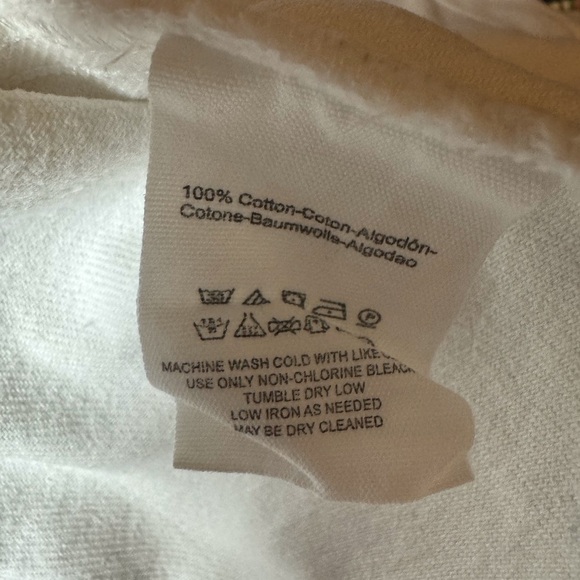 100% Cotton-Coton-Algodón-
Cotone-Baumwolle-Algodao
MACHINE WASH COLD WITH LIKE
USE ONLY NON-CHLORINE BLEACH
TUMBLE DRY LOW
LOW IRON AS NEEDED
MAY BE DRY CLEANED